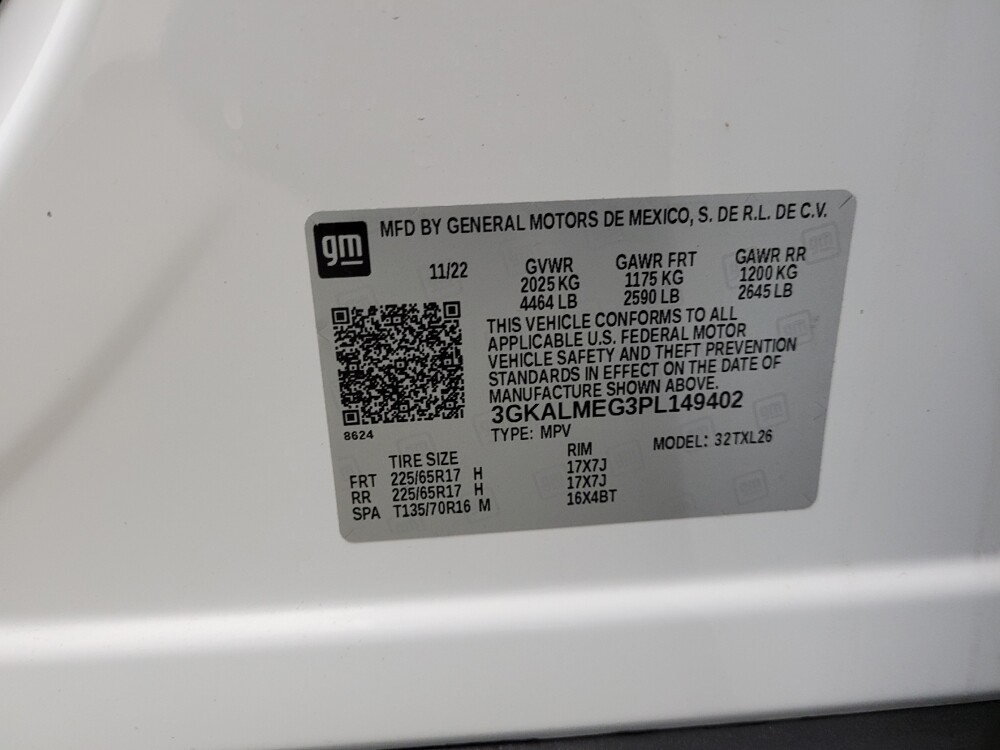 gm
MFD BY GENERAL MOTORS DE MEXICO, S. DE R.L. DE C.V.
11/22
GVWR
2025 KG
4464 LB
GAWR FRT
1175 KG
2590 LB
GAWR RR
1200 KG
2645 LB
THIS VEHICLE CONFORMS TO ALL
APPLICABLE U.S. FEDERAL MOTOR
VEHICLE SAFETY AND THEFT PREVENTION
STANDARDS IN EFFECT ON THE DATE OF
MANUFACTURE SHOWN ABOVE.
3GKALMEG3PL149402
8624
TYPE: MPV
MODEL: 32TXL26
TIRE SIZE
RIM
FRT 225/65R17 H 17X7J
RR 225/65R17 H 17X7J
SPA T135/70R16 M 16X4BT